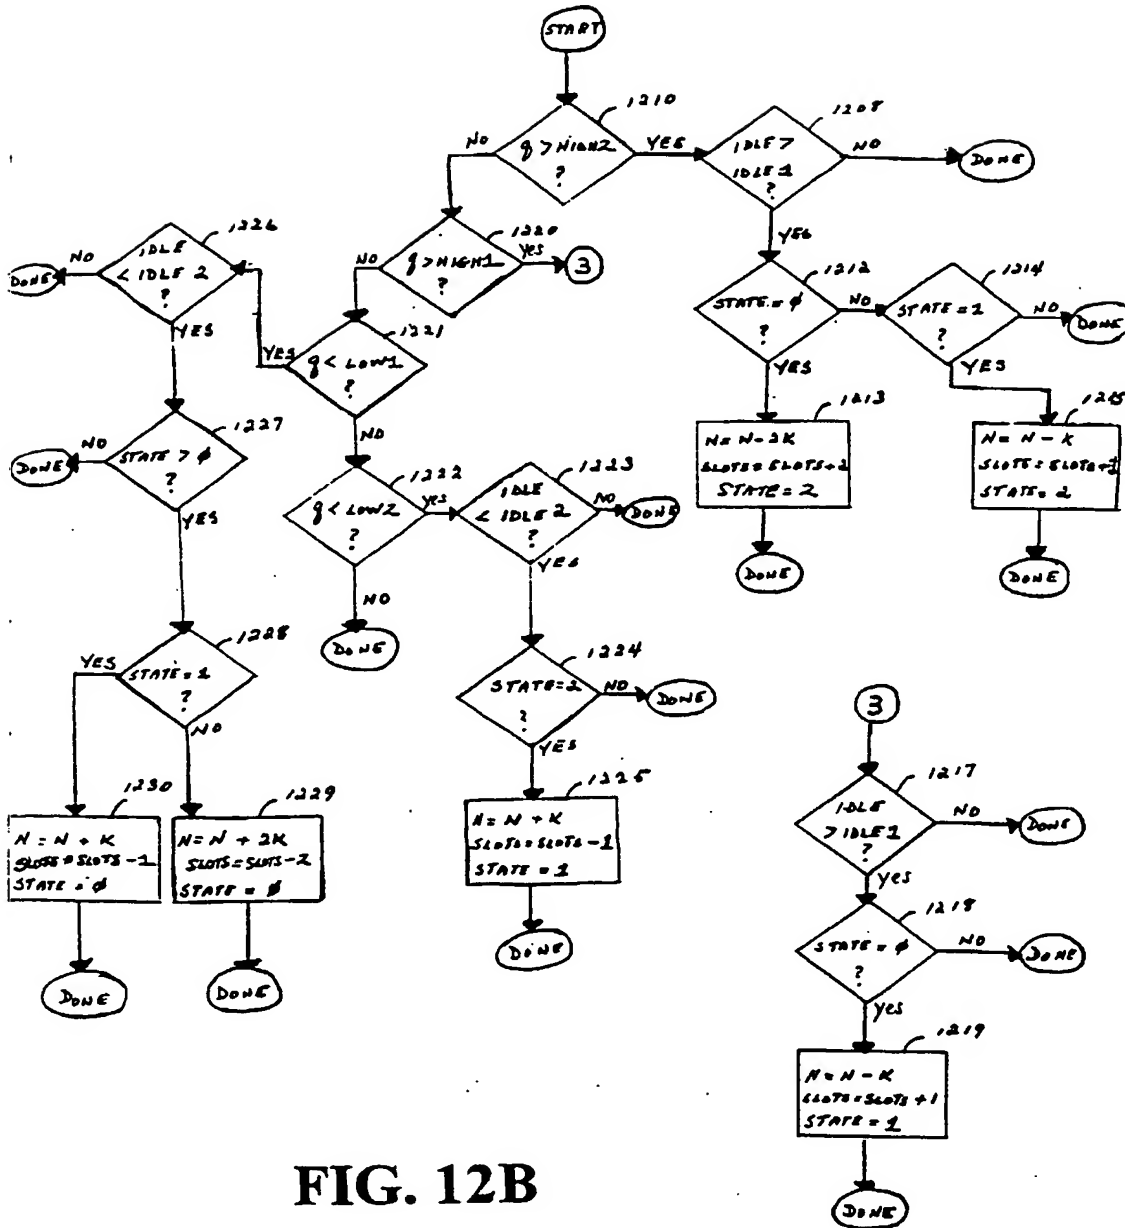 START
1210
q > HIGH2
?
NO
YES
1208
IDLE >
IDLE 1
?
NO
DONE
YES
1220
q > HIGH1
?
NO
yes
3
1226
IDLE
< IDLE 2
?
NO
DONE
YES
1221
q < LOW1
?
YES
NO
1212
STATE = ø
?
NO
YES
1214
STATE = 1
?
NO
DONE
YES
1213
N = N - 2K
SLOTS = SLOTS + 2
STATE = 2
DONE
1215
N = N - K
SLOTS = SLOTS + 1
STATE = 2
DONE
1227
STATE > ø
?
NO
DONE
YES
1222
q < LOW2
?
yes
NO
DONE
1223
IDLE
< IDLE 2
?
NO
DONE
YES
1228
STATE = 1
?
YES
NO
1224
STATE = 2
?
NO
DONE
YES
1230
N = N + K
SLOTS = SLOTS - 1
STATE = ø
DONE
1229
N = N + 2K
SLOTS = SLOTS - 2
STATE = ø
DONE
1225
N = N + K
SLOTS = SLOTS - 1
STATE = 1
DONE
3
1217
IDLE
> IDLE 1
?
NO
DONE
yes
1218
STATE = ø
?
NO
DONE
yes
1219
N = N - K
SLOTS = SLOTS + 1
STATE = 1
DONE
FIG. 12B